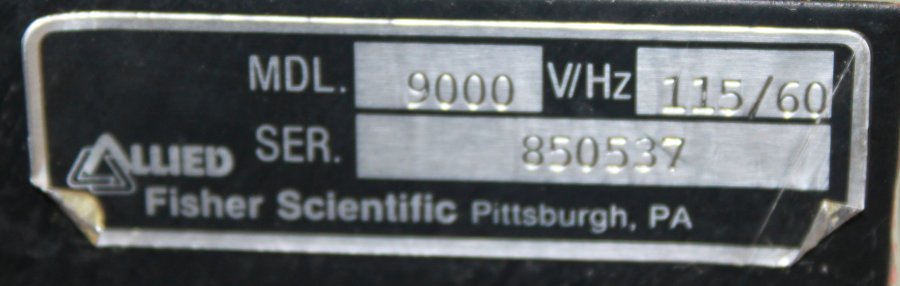 MDL. 9000 V/Hz 115/60
ALLIED SER. 850537
Fisher Scientific Pittsburgh, PA